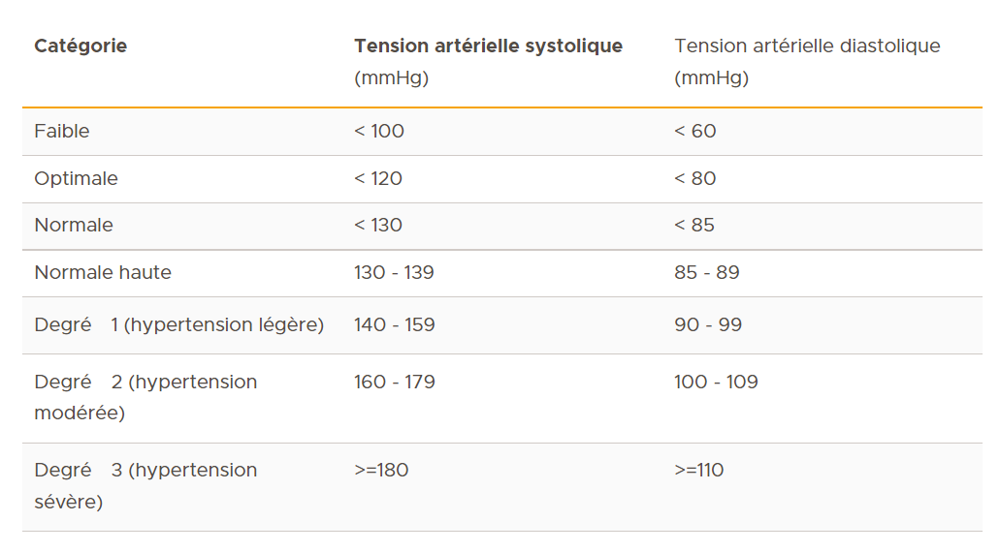 Catégorie Tension artérielle systolique Tension artérielle diastolique
(mmHg) (mmHg)
Faible < 100 < 60
Optimale < 120 < 80
Normale < 130 < 85
Normale haute 130 - 139 85 - 89
Degré 1 (hypertension légère) 140 - 159 90 - 99
Degré 2 (hypertension 160 - 179 100 - 109
modérée)
Degré 3 (hypertension >=180 >=110
sévère)